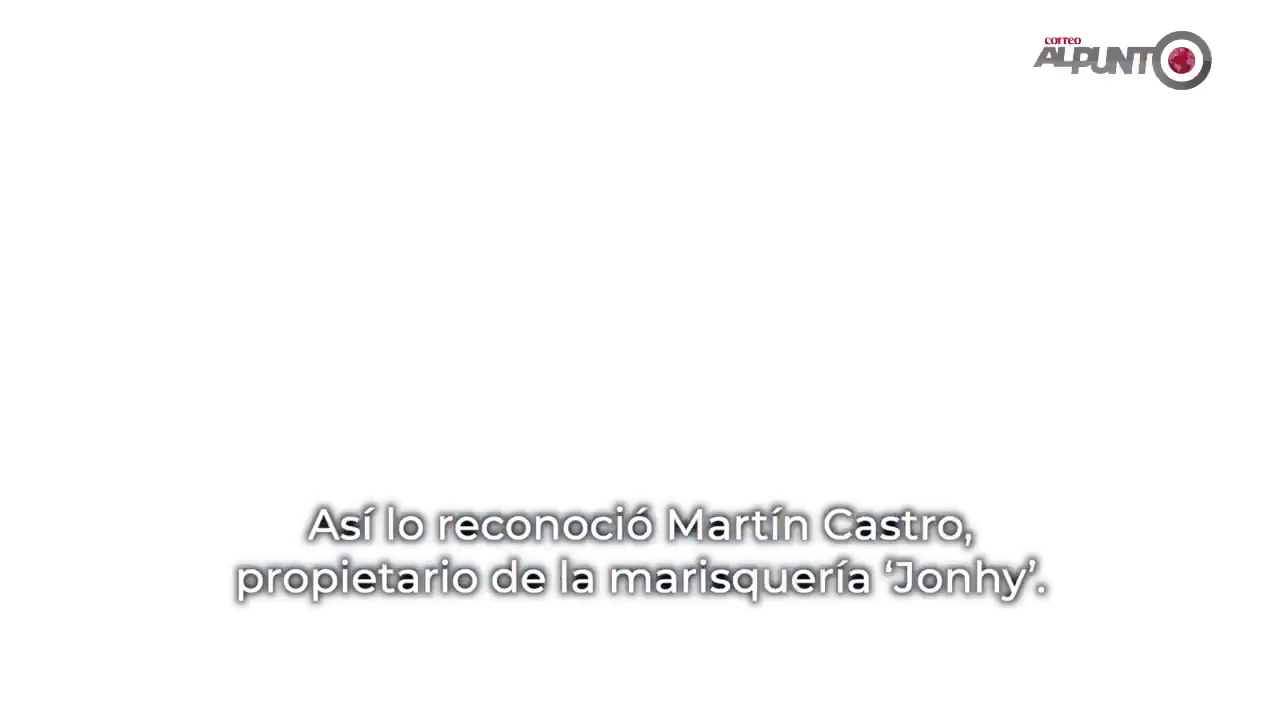 correo
ALPUNTO
Así lo reconoció Martín Castro,
propietario de la marisquería ‘Jonhy’.